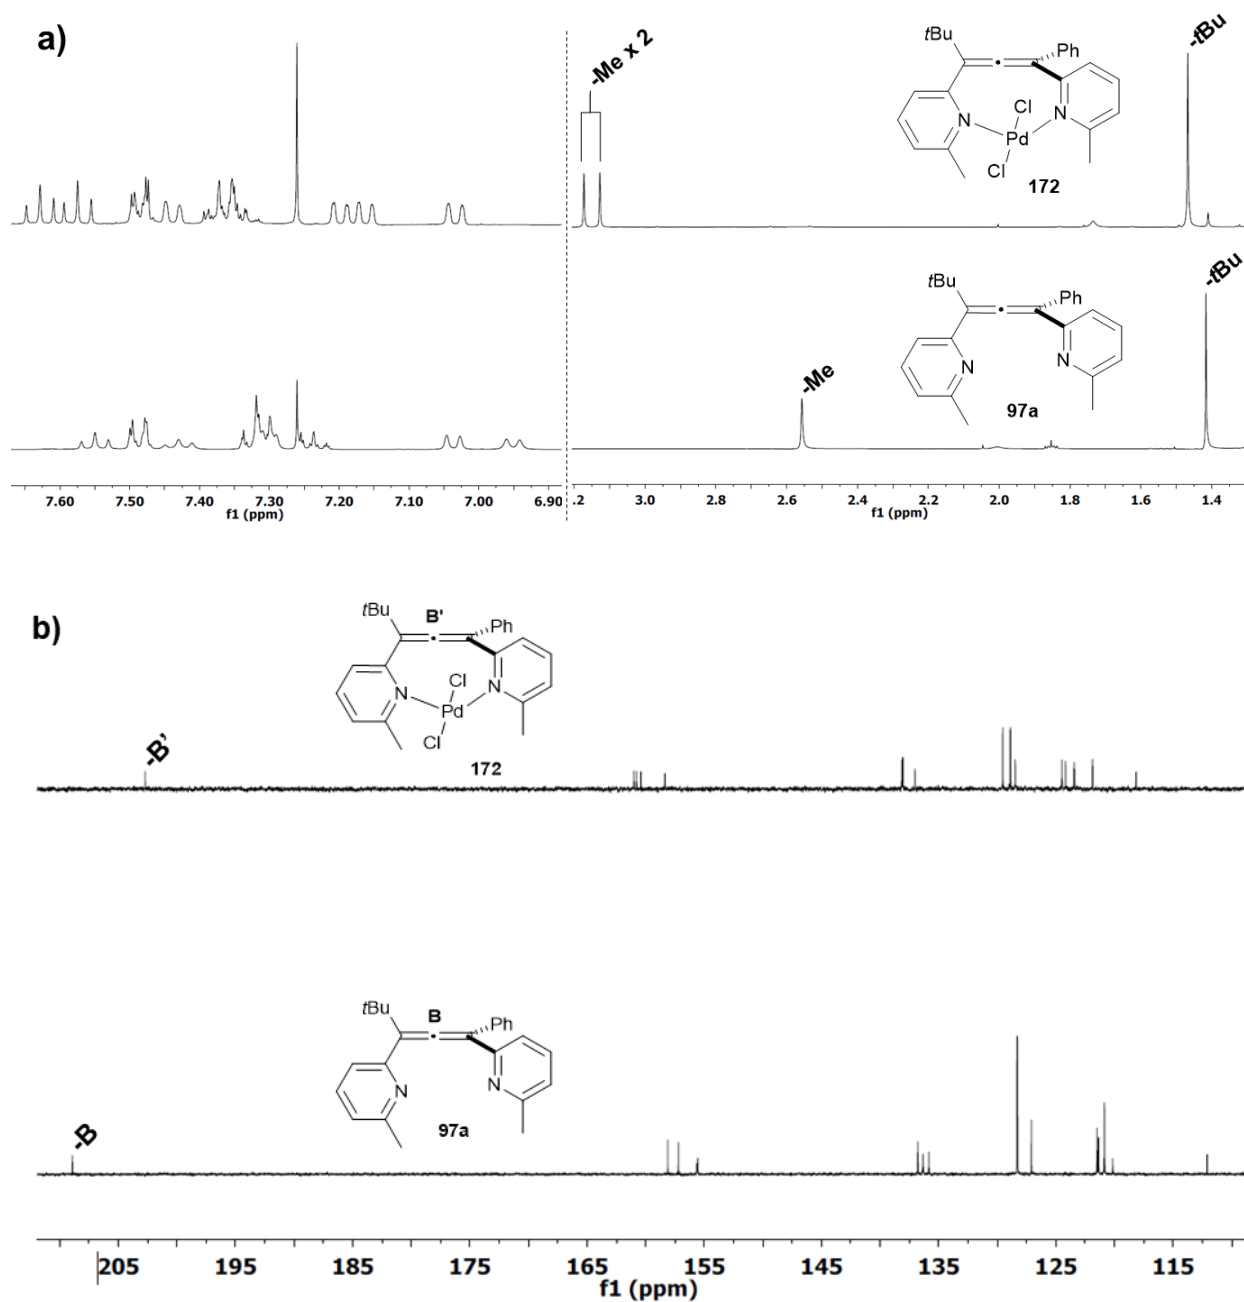 a)
-Me x 2
tBu
Ph
N
N
Cl
Pd
Cl
172
-tBu
tBu
Ph
N
N
97a
-Me
-tBu
7.60 7.50 7.40 7.30 7.20 7.10 7.00 6.90
f1 (ppm)
.2 3.0 2.8 2.6 2.4 2.2 2.0 1.8 1.6 1.4
f1 (ppm)
b)
tBu
B'
Ph
N
N
Cl
Pd
Cl
172
-B'
tBu
B
Ph
N
N
97a
-B
205 195 185 175 165 155 145 135 125 115
f1 (ppm)